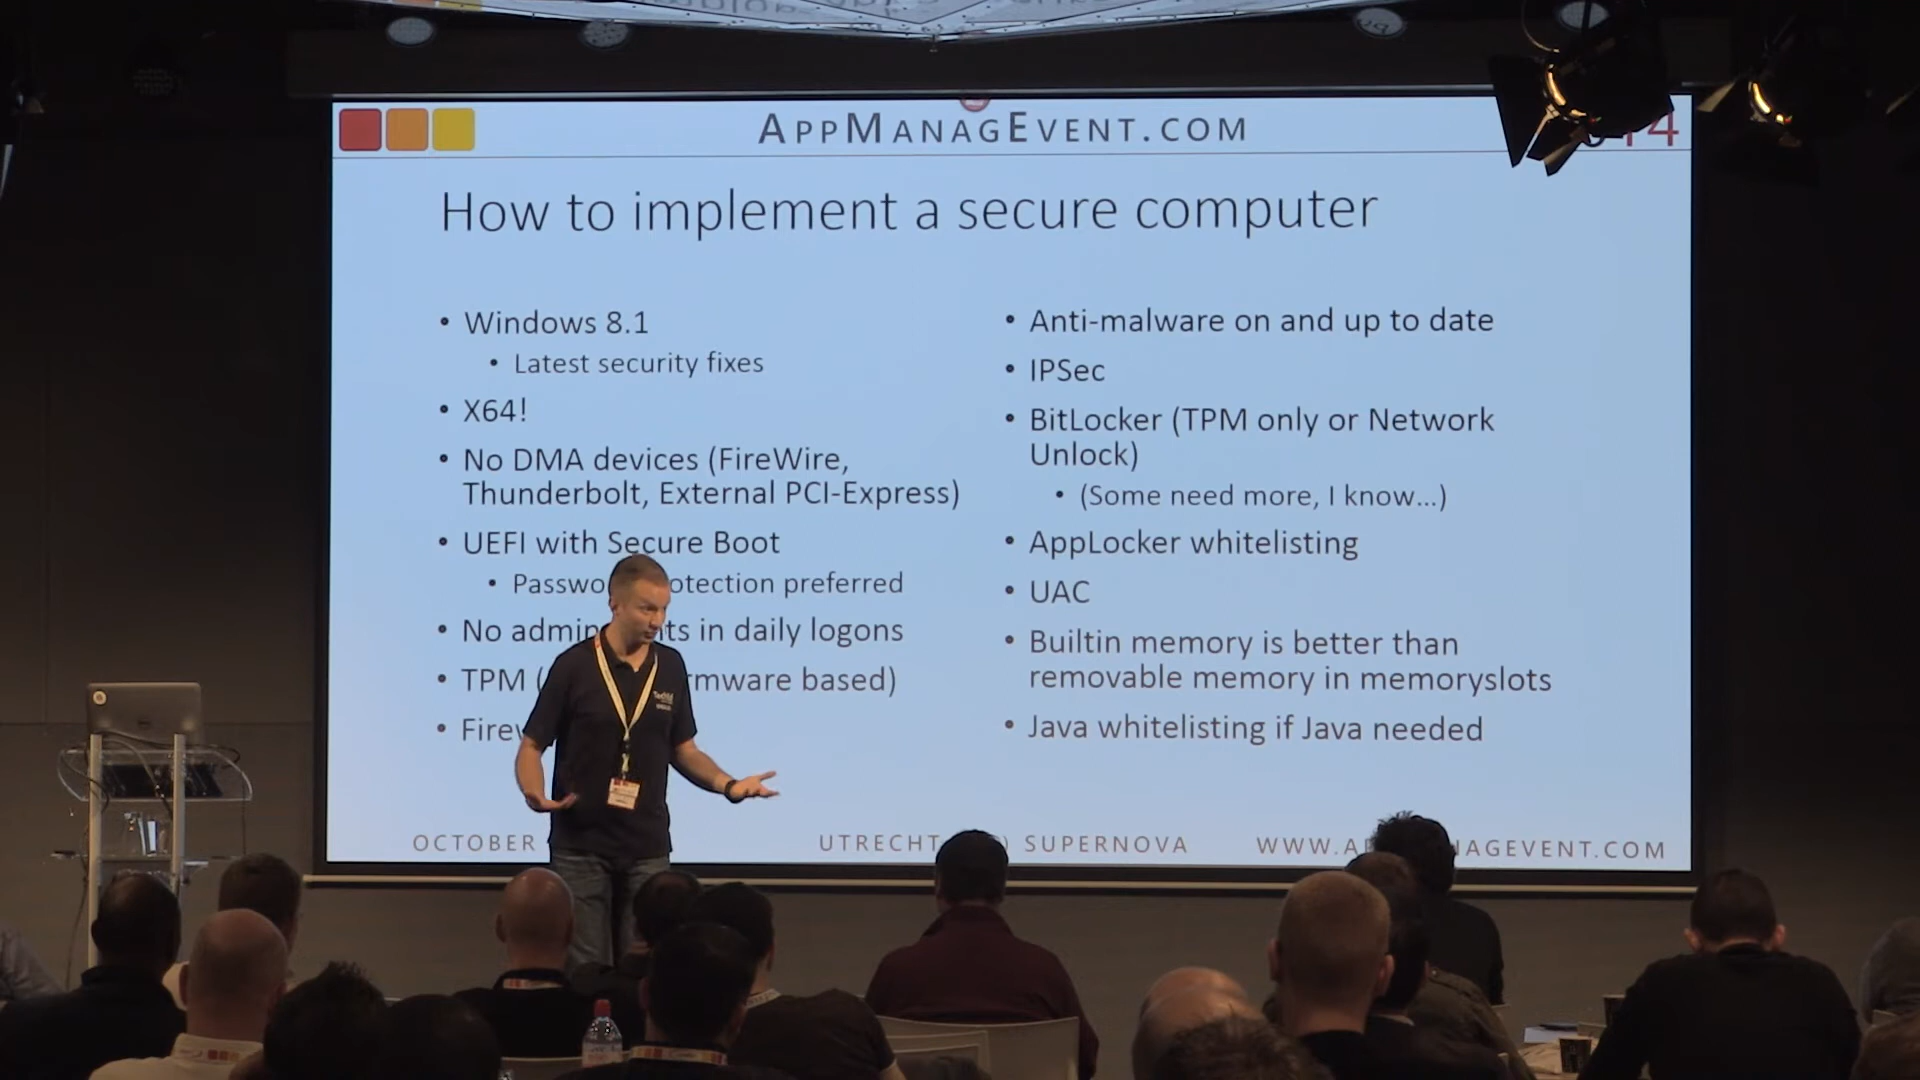 APPMANAGEVENT.COM
14
How to implement a secure computer
• Windows 8.1
• Latest security fixes
• X64!
• No DMA devices (FireWire,
Thunderbolt, External PCI-Express)
• UEFI with Secure Boot
• Passwo otection preferred
• No admin ts in daily logons
• TPM ( rmware based)
• Firew
• Anti-malware on and up to date
• IPSec
• BitLocker (TPM only or Network
Unlock)
• (Some need more, I know...)
• AppLocker whitelisting
• UAC
• Builtin memory is better than
removable memory in memoryslots
• Java whitelisting if Java needed
OCTOBER
UTRECHT SUPERNOVA
WWW.AP NAGEVENT.COM